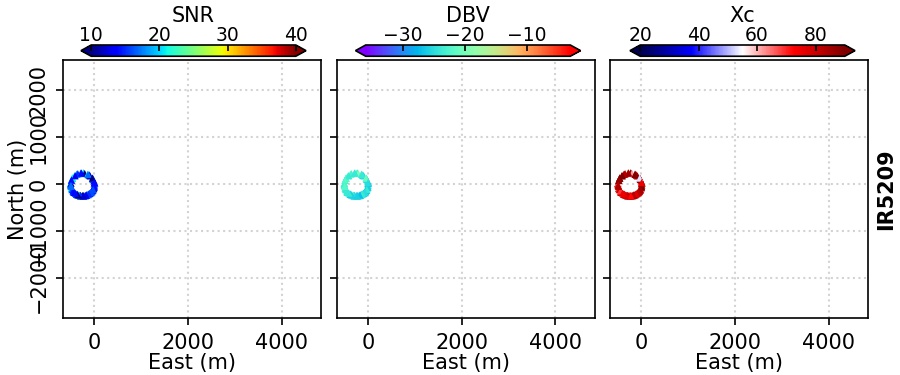 SNR
DBV
Xc
10 20 30 40
−30 −20 −10
20 40 60 80
2000
1000
0
−1000
−2000
North (m)
0 2000 4000
0 2000 4000
0 2000 4000
East (m)
East (m)
East (m)
IR5209